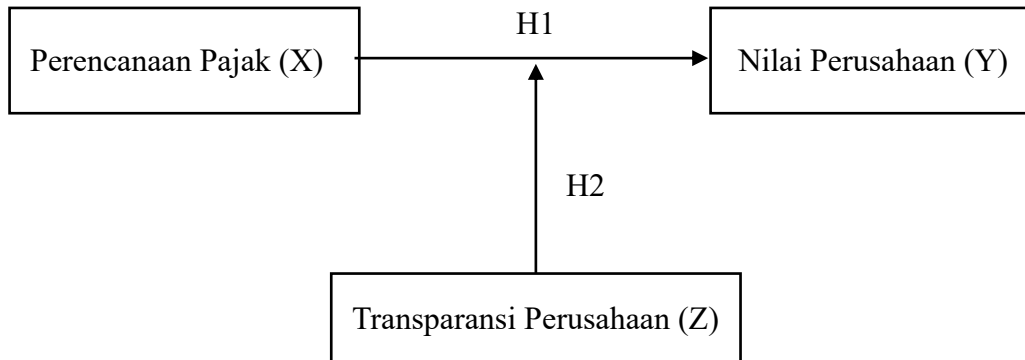 H1
Perencanaan Pajak (X)
Nilai Perusahaan (Y)
H2
Transparansi Perusahaan (Z)